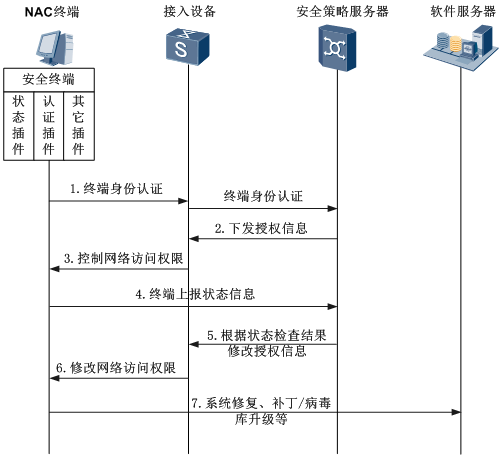 NAC终端
接入设备
安全策略服务器
软件服务器
安全终端
状态插件
认证插件
其它插件
1.终端身份认证
终端身份认证
2.下发授权信息
3.控制网络访问权限
4.终端上报状态信息
5.根据状态检查结果
修改授权信息
6.修改网络访问权限
7.系统修复、补丁/病毒
库升级等